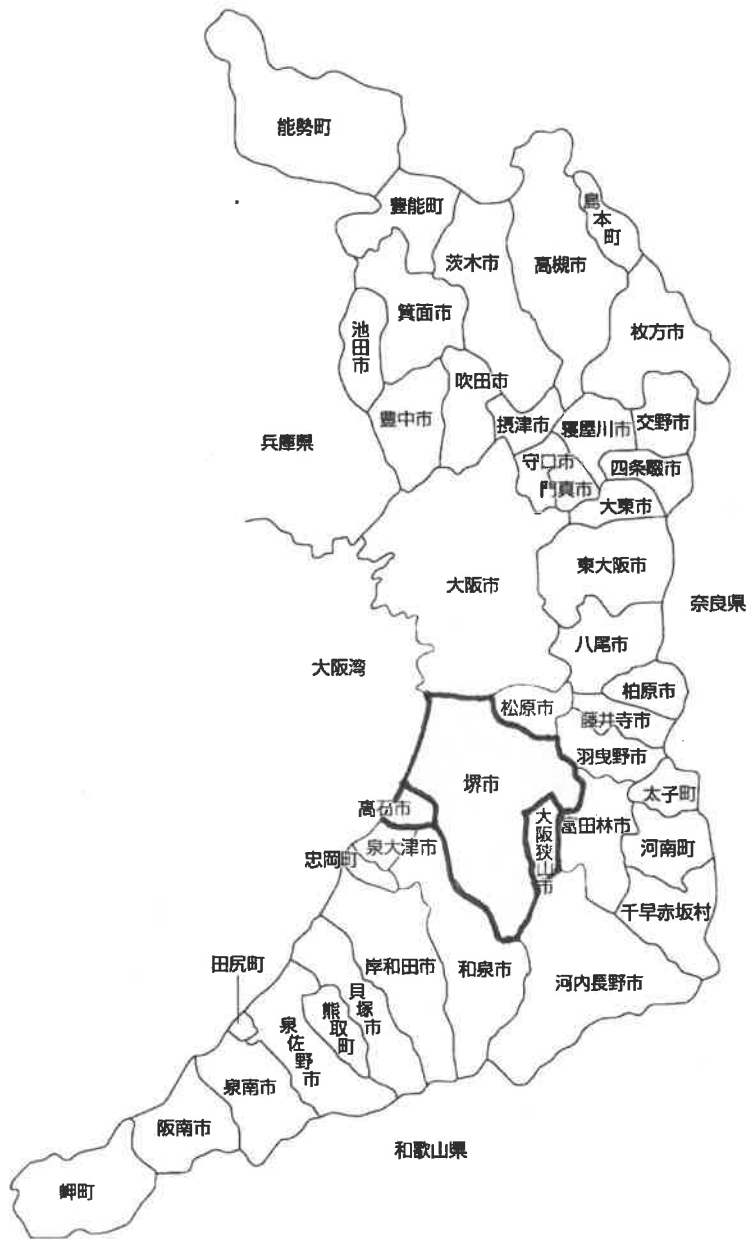 能勢町
豊能町
島本町
茨木市
高槻市
箕面市
池田市
枚方市
吹田市
豊中市
摂津市
寝屋川市
交野市
兵庫県
守口市
四条畷市
門真市
大東市
東大阪市
大阪市
奈良県
八尾市
大阪湾
柏原市
松原市
藤井寺市
羽曳野市
堺市
太子町
高石市
大阪狭山市
富田林市
泉大津市
河南町
忠岡町
千早赤坂村
田尻町
岸和田市
和泉市
河内長野市
貝塚市
熊取町
泉佐野市
泉南市
阪南市
和歌山県
岬町